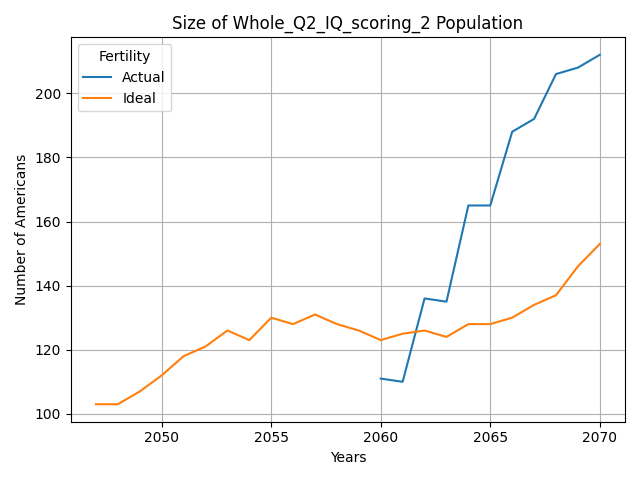 Size of Whole_Q2_IQ_scoring_2 Population
Fertility
Actual
Ideal
Number of Americans
200
180
160
140
120
100
2050
2055
2060
2065
2070
Years